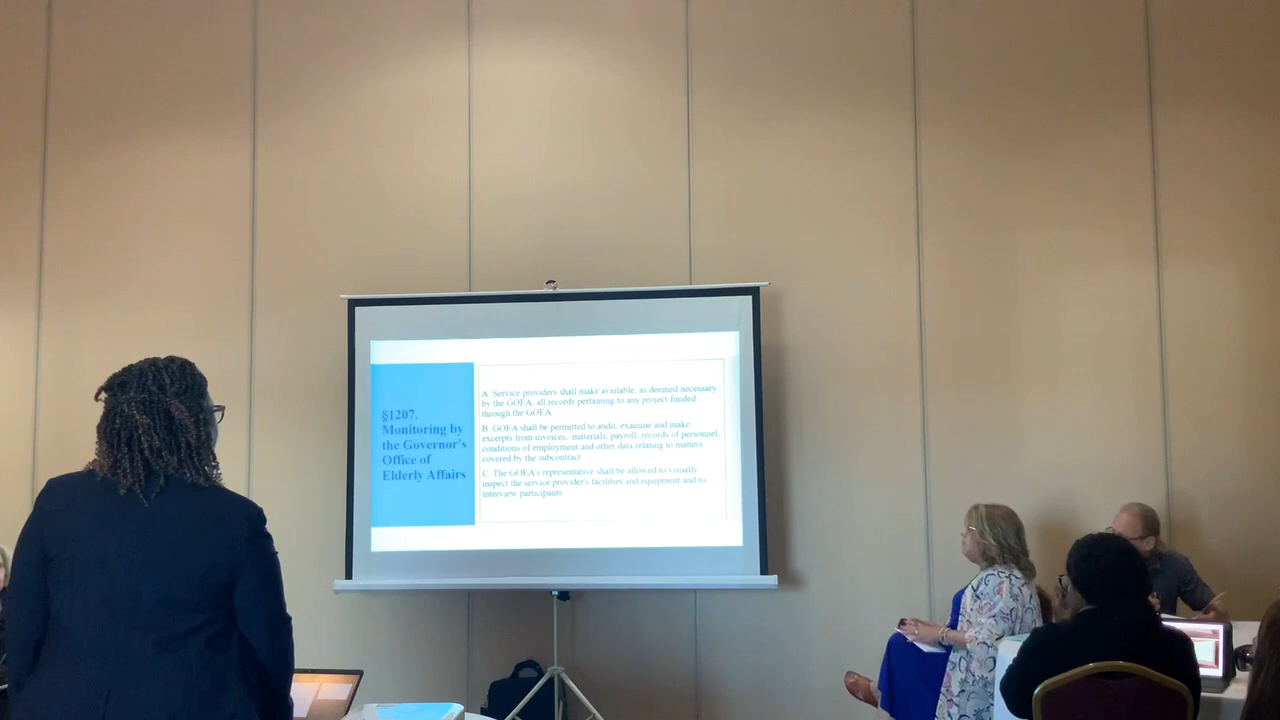 §1207.
Monitoring by
the Governor's
Office of
Elderly Affairs
A. Service providers shall make available, as deemed necessary
by the GOEA, all records pertaining to any project funded
through the GOEA
B. GOEA shall be permitted to audit, examine and make
excerpts from invoices, materials, payroll, records of personnel,
conditions of employment and other data relating to matters
covered by the subcontract
C. The GOEA's representative shall be allowed to visually
inspect the service provider's facilities and equipment and to
interview participants